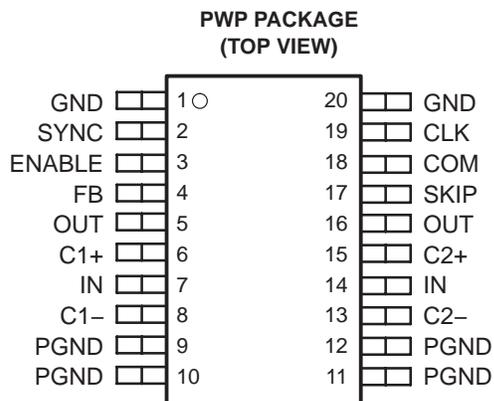 PWP PACKAGE
(TOP VIEW)
GND 1 20 GND
SYNC 2 19 CLK
ENABLE 3 18 COM
FB 4 17 SKIP
OUT 5 16 OUT
C1+ 6 15 C2+
IN 7 14 IN
C1– 8 13 C2–
PGND 9 12 PGND
PGND 10 11 PGND